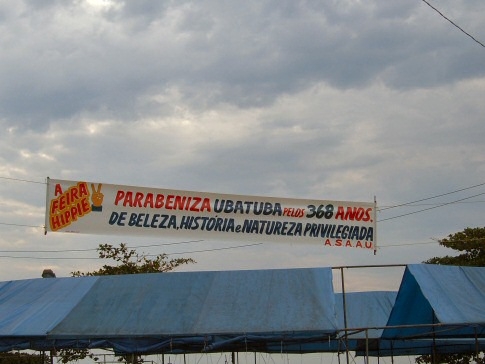 A
FEIRA
HIPPIE
PARABENIZA UBATUBA PELOS 368 ANOS,
DE BELEZA, HISTÓRIA E NATUREZA PRIVILEGIADA
A.S.A.A.U